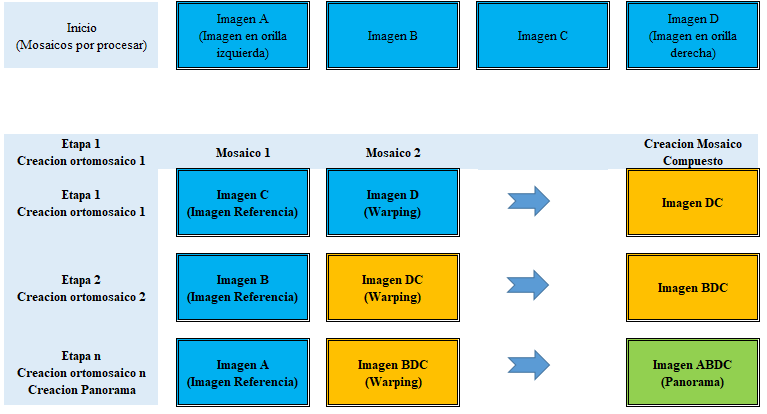 Inicio
(Mosaicos por procesar)
Imagen A
(Imagen en orilla
izquierda)
Imagen B
Imagen C
Imagen D
(Imagen en orilla
derecha)
Etapa 1
Creacion ortomosaico 1
Mosaico 1
Mosaico 2
Creacion Mosaico
Compuesto
Etapa 1
Creacion ortomosaico 1
Imagen C
(Imagen Referencia)
Imagen D
(Warping)
Imagen DC
Etapa 2
Creacion ortomosaico 2
Imagen B
(Imagen Referencia)
Imagen DC
(Warping)
Imagen BDC
Etapa n
Creacion ortomosaico n
Creacion Panorama
Imagen A
(Imagen Referencia)
Imagen BDC
(Warping)
Imagen ABDC
(Panorama)